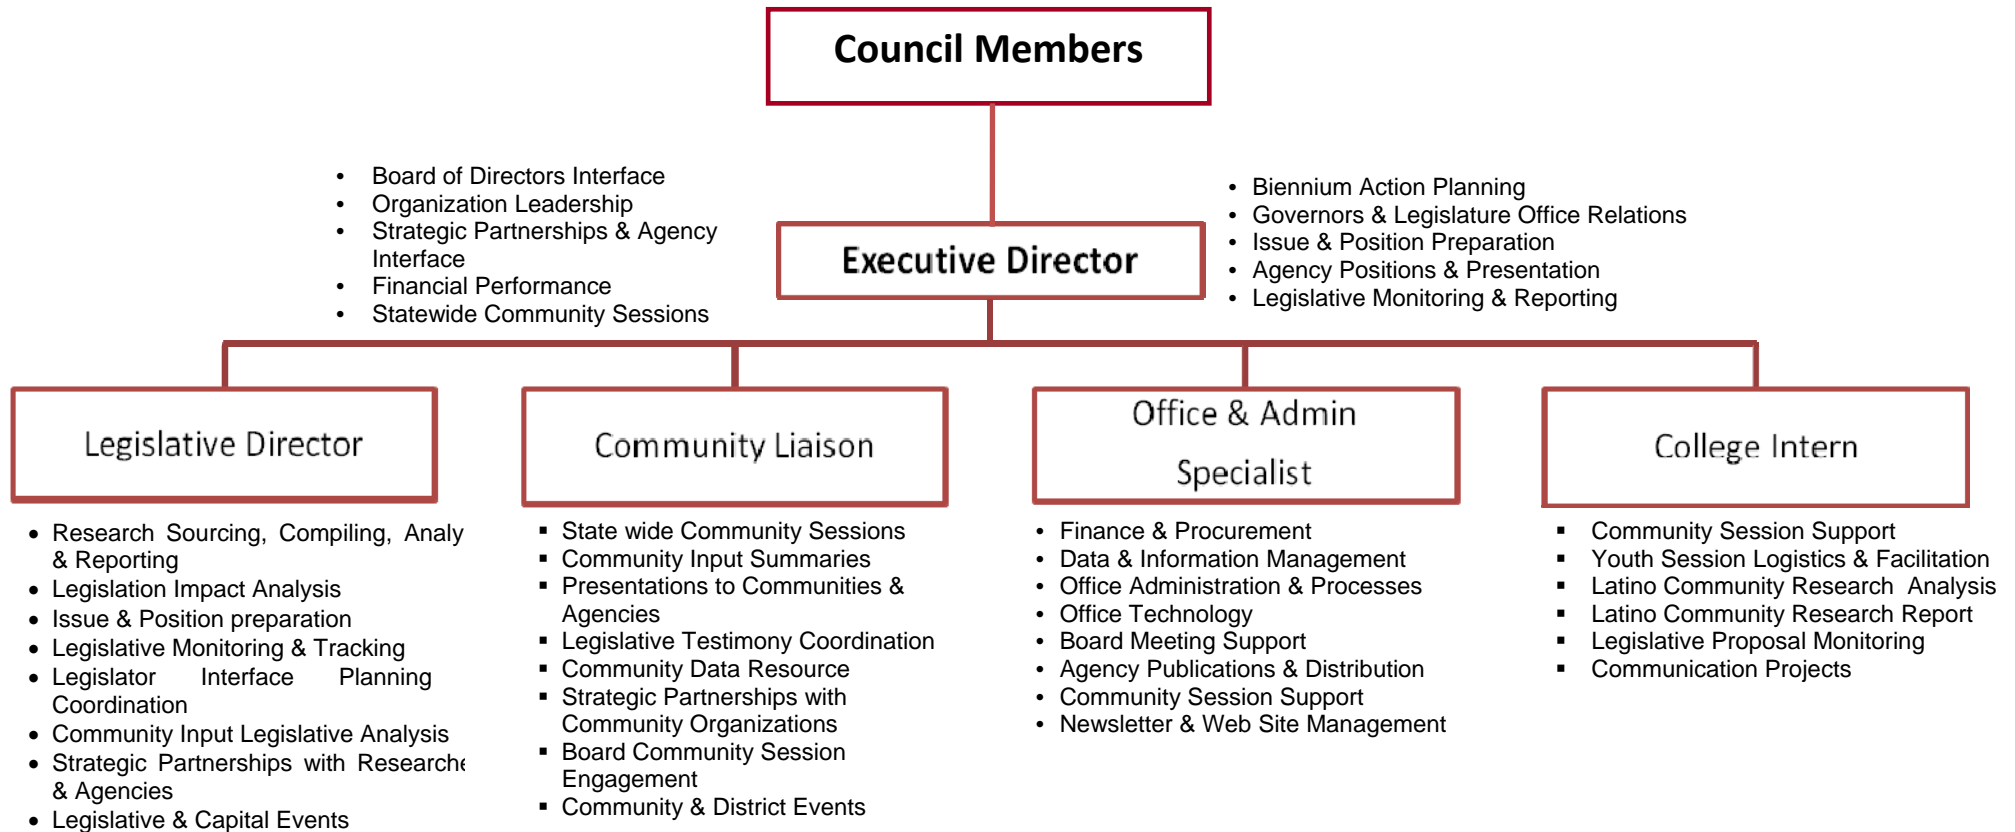 Council Members
• Board of Directors Interface
• Organization Leadership
• Strategic Partnerships & Agency
Interface
• Financial Performance
• Statewide Community Sessions
Executive Director
• Biennium Action Planning
• Governors & Legislature Office Relations
• Issue & Position Preparation
• Agency Positions & Presentation
• Legislative Monitoring & Reporting
Legislative Director
• Research Sourcing, Compiling, Analy
& Reporting
• Legislation Impact Analysis
• Issue & Position preparation
• Legislative Monitoring & Tracking
• Legislator Interface Planning
Coordination
• Community Input Legislative Analysis
• Strategic Partnerships with Researche
& Agencies
• Legislative & Capital Events
Community Liaison
▪ State wide Community Sessions
▪ Community Input Summaries
▪ Presentations to Communities &
Agencies
▪ Legislative Testimony Coordination
▪ Community Data Resource
▪ Strategic Partnerships with
Community Organizations
▪ Board Community Session
Engagement
▪ Community & District Events
Office & Admin
Specialist
• Finance & Procurement
• Data & Information Management
• Office Administration & Processes
• Office Technology
• Board Meeting Support
• Agency Publications & Distribution
• Community Session Support
• Newsletter & Web Site Management
College Intern
▪ Community Session Support
▪ Youth Session Logistics & Facilitation
▪ Latino Community Research Analysis
▪ Latino Community Research Report
▪ Legislative Proposal Monitoring
▪ Communication Projects